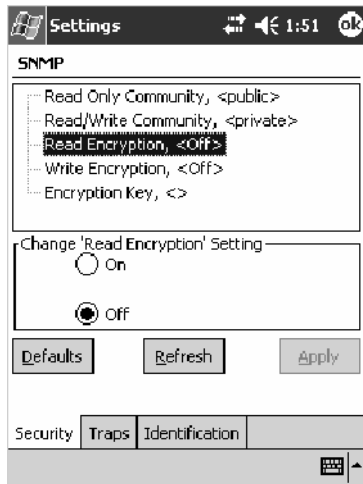 Settings 1:51 ok
SNMP
Read Only Community, <public>
Read/Write Community, <private>
Read Encryption, <Off>
Write Encryption, <Off>
Encryption Key, <>
Change 'Read Encryption' Setting
On
Off
Defaults Refresh Apply
Security Traps Identification